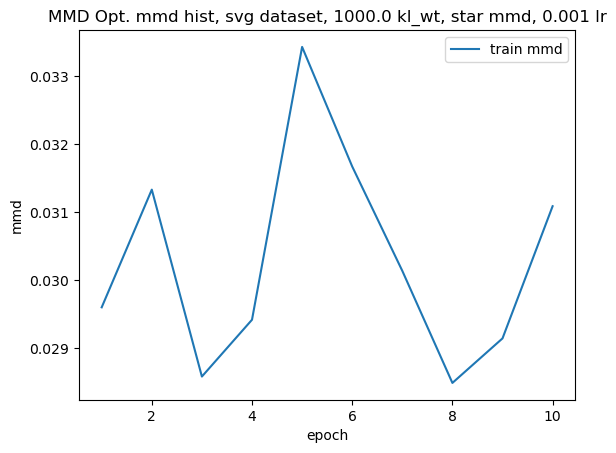 MMD Opt. mmd hist, svg dataset, 1000.0 kl_wt, star mmd, 0.001 lr
train mmd
0.033
0.032
0.031
0.030
0.029
mmd
2 4 6 8 10
epoch